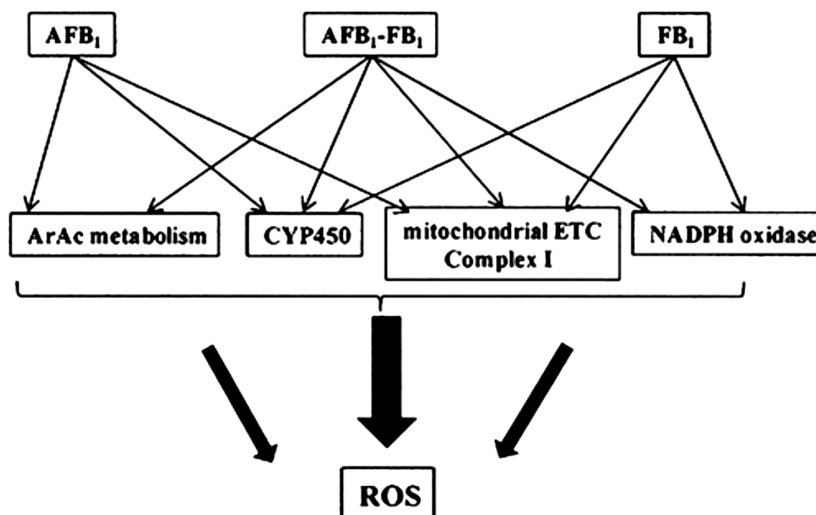 AFB₁
AFB₁-FB₁
FB₁
ArAc metabolism
CYP450
mitochondrial ETC
Complex I
NADPH oxidase
ROS